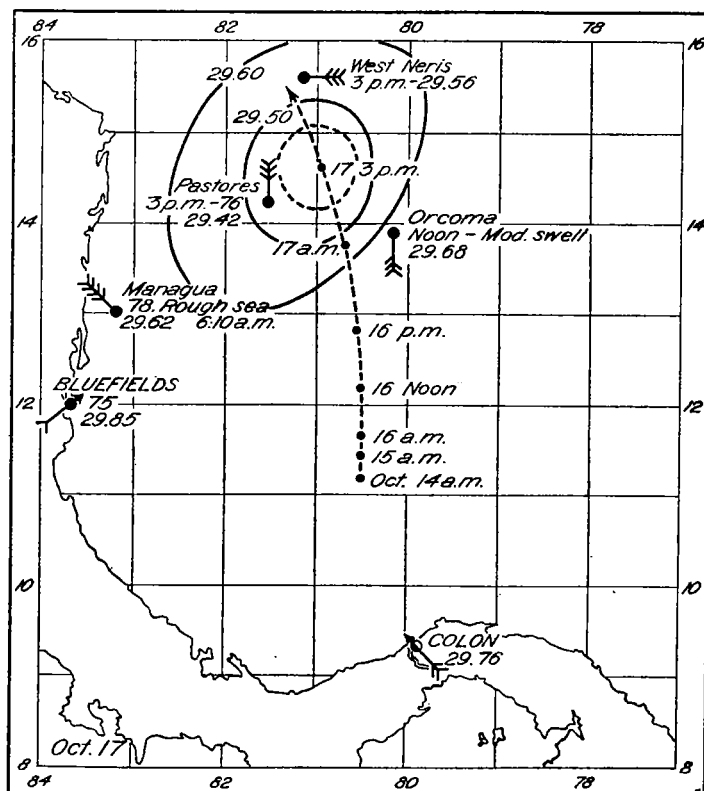 84 82 80 78
16 16
West Neris
3 p.m.-29.56
29.60
29.50
17 3 p.m.
Pastores
3 p.m.-76
29.42
14 14
Orcoma
Noon-Mod. swell
29.68
17 a.m.
Managua
78. Rough sea
29.62 6:10 a.m.
16 p.m.
BLUEFIELDS
75
29.85
16 Noon
12 12
16 a.m.
15 a.m.
Oct. 14 a.m.
10 10
COLON
29.76
Oct. 17
8 8
84 82 80 78